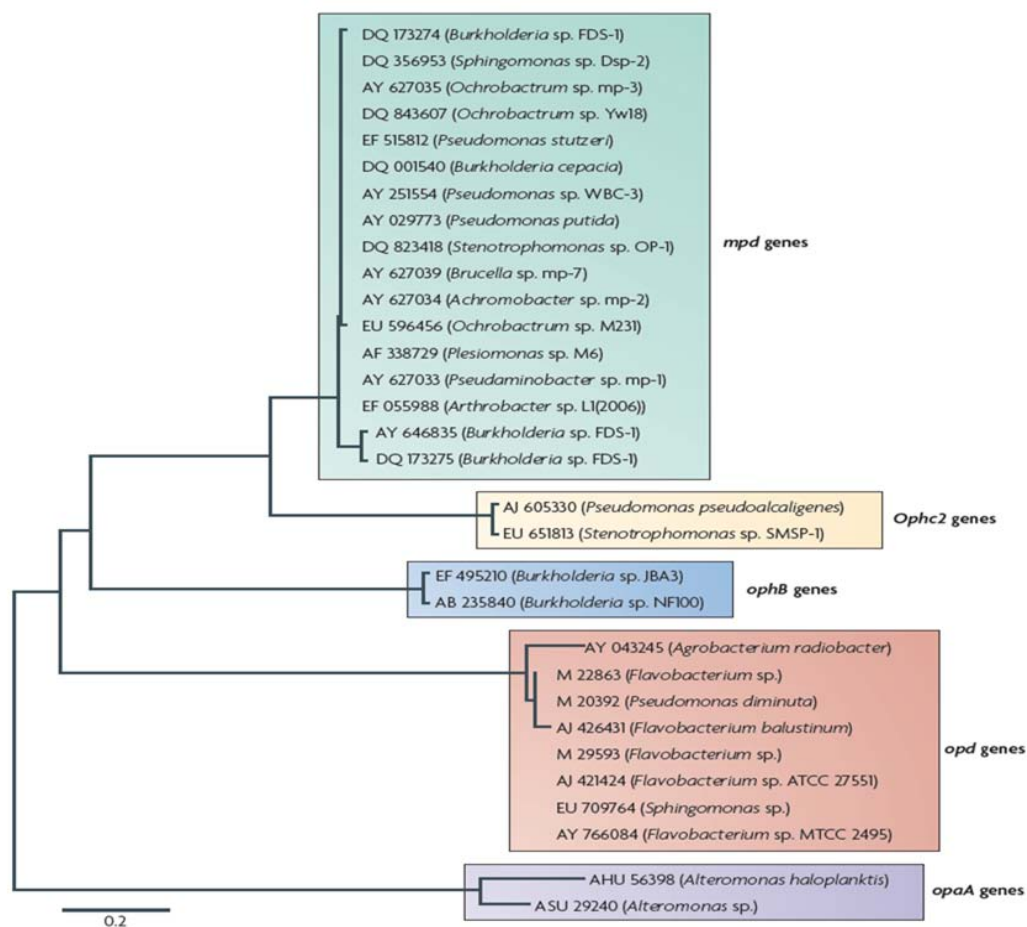 DQ 173274 (Burkholderia sp. FDS-1)
DQ 356953 (Sphingomonas sp. Dsp-2)
AY 627035 (Ochrobactrum sp. mp-3)
DQ 843607 (Ochrobactrum sp. Yw18)
EF 515812 (Pseudomonas stutzeri)
DQ 001540 (Burkholderia cepacia)
AY 251554 (Pseudomonas sp. WBC-3)
AY 029773 (Pseudomonas putida)
DQ 823418 (Stenotrophomonas sp. OP-1)
AY 627039 (Brucella sp. mp-7)
AY 627034 (Achromobacter sp. mp-2)
EU 596456 (Ochrobactrum sp. M231)
AF 338729 (Plesiomonas sp. M6)
AY 627033 (Pseudaminobacter sp. mp-1)
EF 055988 (Arthrobacter sp. L1(2006))
AY 646835 (Burkholderia sp. FDS-1)
DQ 173275 (Burkholderia sp. FDS-1)
mpd genes
AJ 605330 (Pseudomonas pseudoalcaligenes)
EU 651813 (Stenotrophomonas sp. SMSP-1)
Ophc2 genes
EF 495210 (Burkholderia sp. JBA3)
AB 235840 (Burkholderia sp. NF100)
ophB genes
AY 043245 (Agrobacterium radiobacter)
M 22863 (Flavobacterium sp.)
M 20392 (Pseudomonas diminuta)
AJ 426431 (Flavobacterium balustinum)
M 29593 (Flavobacterium sp.)
AJ 421424 (Flavobacterium sp. ATCC 27551)
EU 709764 (Sphingomonas sp.)
AY 766084 (Flavobacterium sp. MTCC 2495)
opd genes
AHU 56398 (Alteromonas haloplanktis)
ASU 29240 (Alteromonas sp.)
opaA genes
0.2